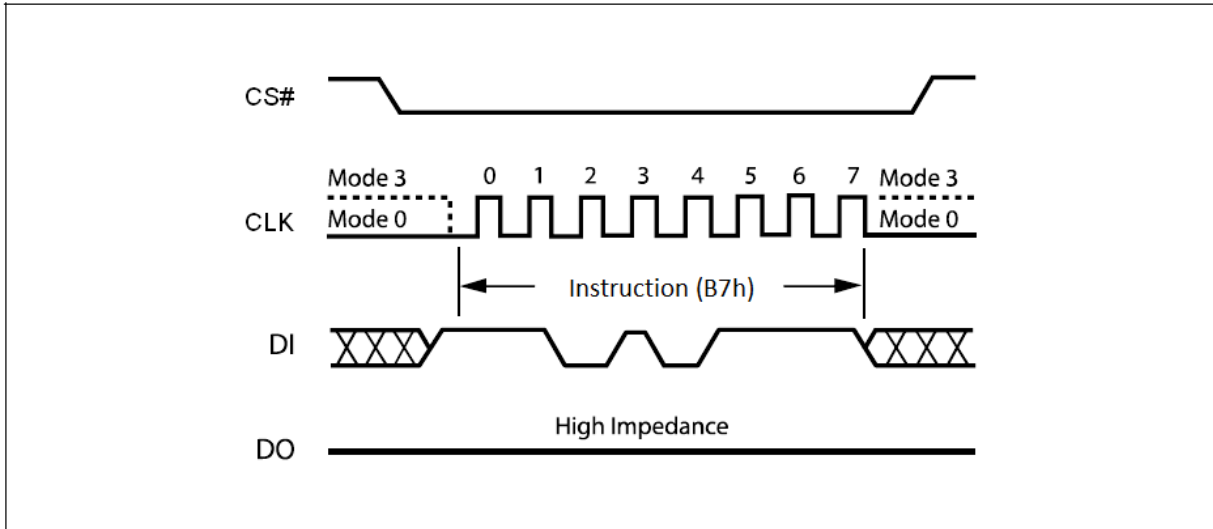 CS#
Mode 3 0 1 2 3 4 5 6 7 Mode 3
CLK Mode 0 Mode 0
Instruction (B7h)
DI
High Impedance
DO